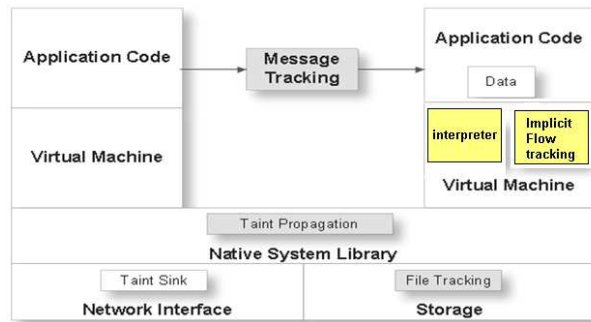 Application Code
Message
Tracking
Application Code
Data
Virtual Machine
interpreter
Implicit
Flow
tracking
Virtual Machine
Taint Propagation
Native System Library
Taint Sink
Network Interface
File Tracking
Storage